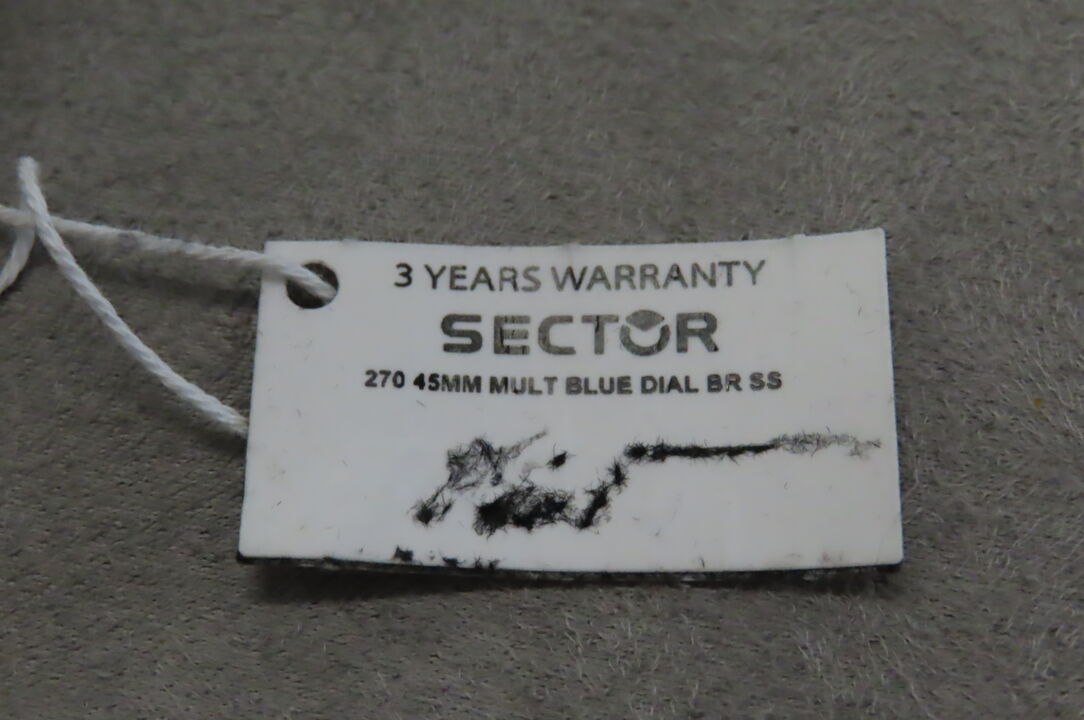 3 YEARS WARRANTY
SECTOR
270 45MM MULT BLUE DIAL BR SS